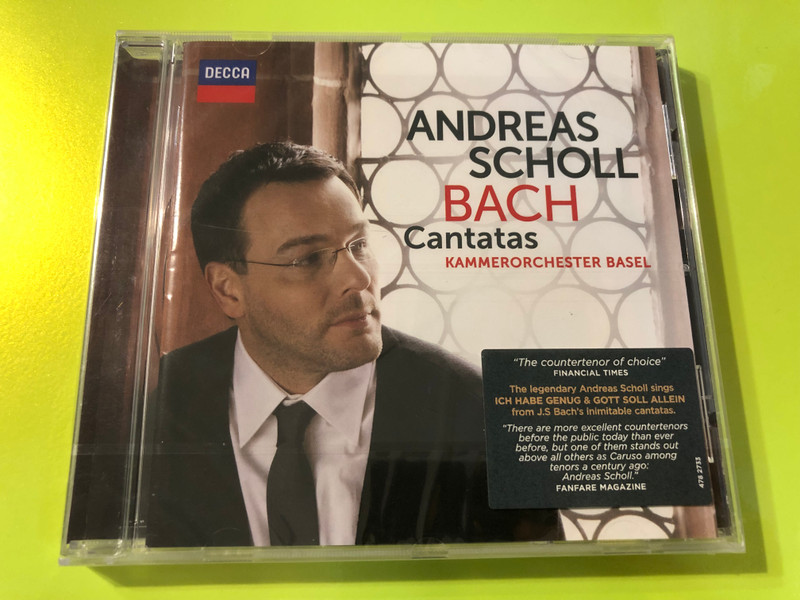 DECCA
ANDREAS
SCHOLL
BACH
Cantatas
KAMMERORCHESTER BASEL
“The countertenor of choice”
FINANCIAL TIMES
The legendary Andreas Scholl sings
ICH HABE GENUG & GOTT SOLL ALLEIN
from J.S Bach's inimitable cantatas.
“There are more excellent countertenors
before the public today than ever
before, but one of them stands out
above all others as Caruso among
tenors a century ago:
Andreas Scholl.”
FANFARE MAGAZINE
478 2733